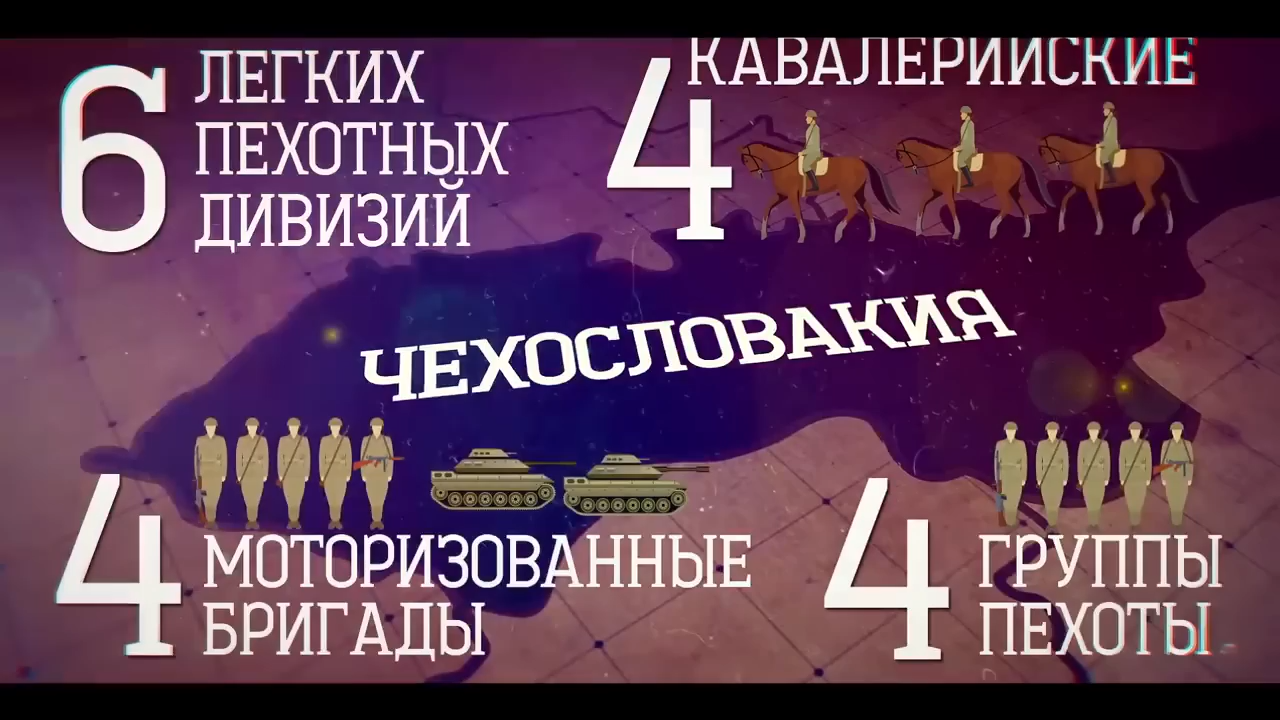 6 ЛЕГКИХ
ПЕХОТНЫХ
ДИВИЗИЙ
4 КАВАЛЕРИЙСКИЕ
ЧЕХОСЛОВАКИЯ
4 МОТОРИЗОВАННЫЕ
БРИГАДЫ
4 ГРУППЫ
ПЕХОТЫ